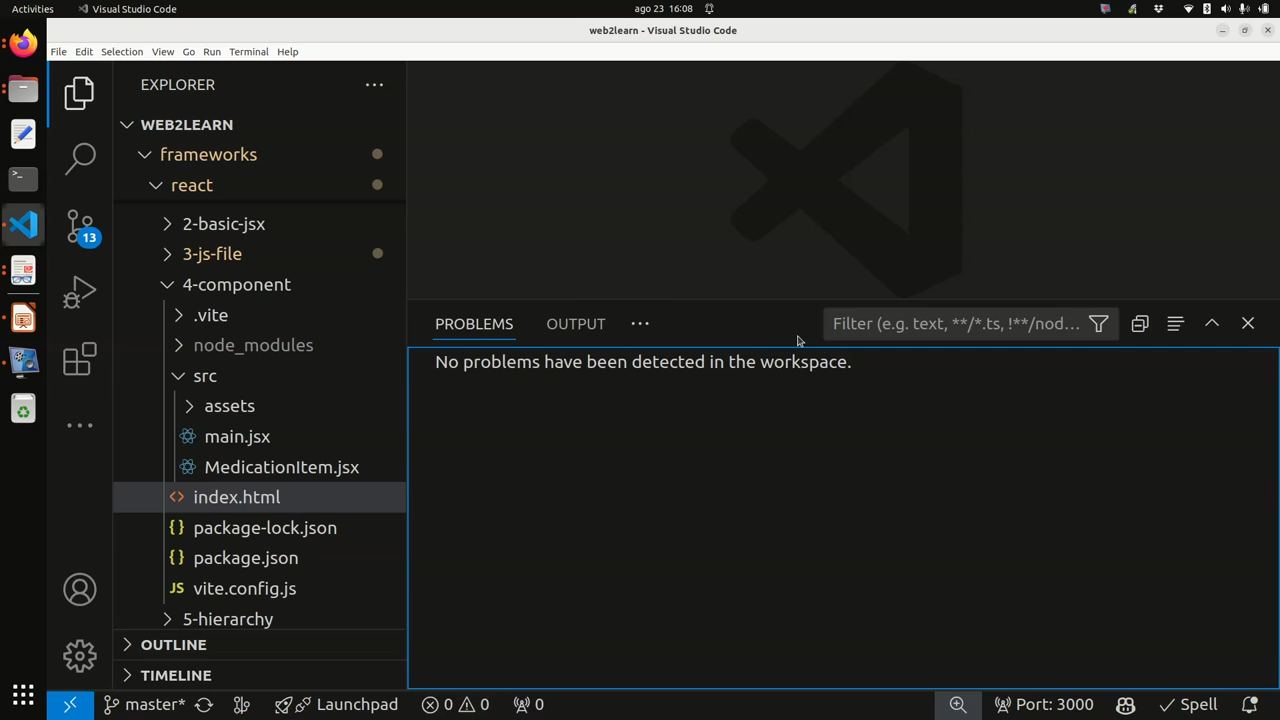 Activities
Visual Studio Code
ago 23 16:08
web2learn - Visual Studio Code
File Edit Selection View Go Run Terminal Help
EXPLORER
WEB2LEARN
frameworks
react
2-basic-jsx
3-js-file
4-component
.vite
node_modules
src
assets
main.jsx
MedicationItem.jsx
index.html
package-lock.json
package.json
JS vite.config.js
5-hierarchy
OUTLINE
TIMELINE
13
PROBLEMS OUTPUT
Filter (e.g. text, **/*.ts, !**/nod...
No problems have been detected in the workspace.
master* Launchpad 0 0 0 Port: 3000 Spell